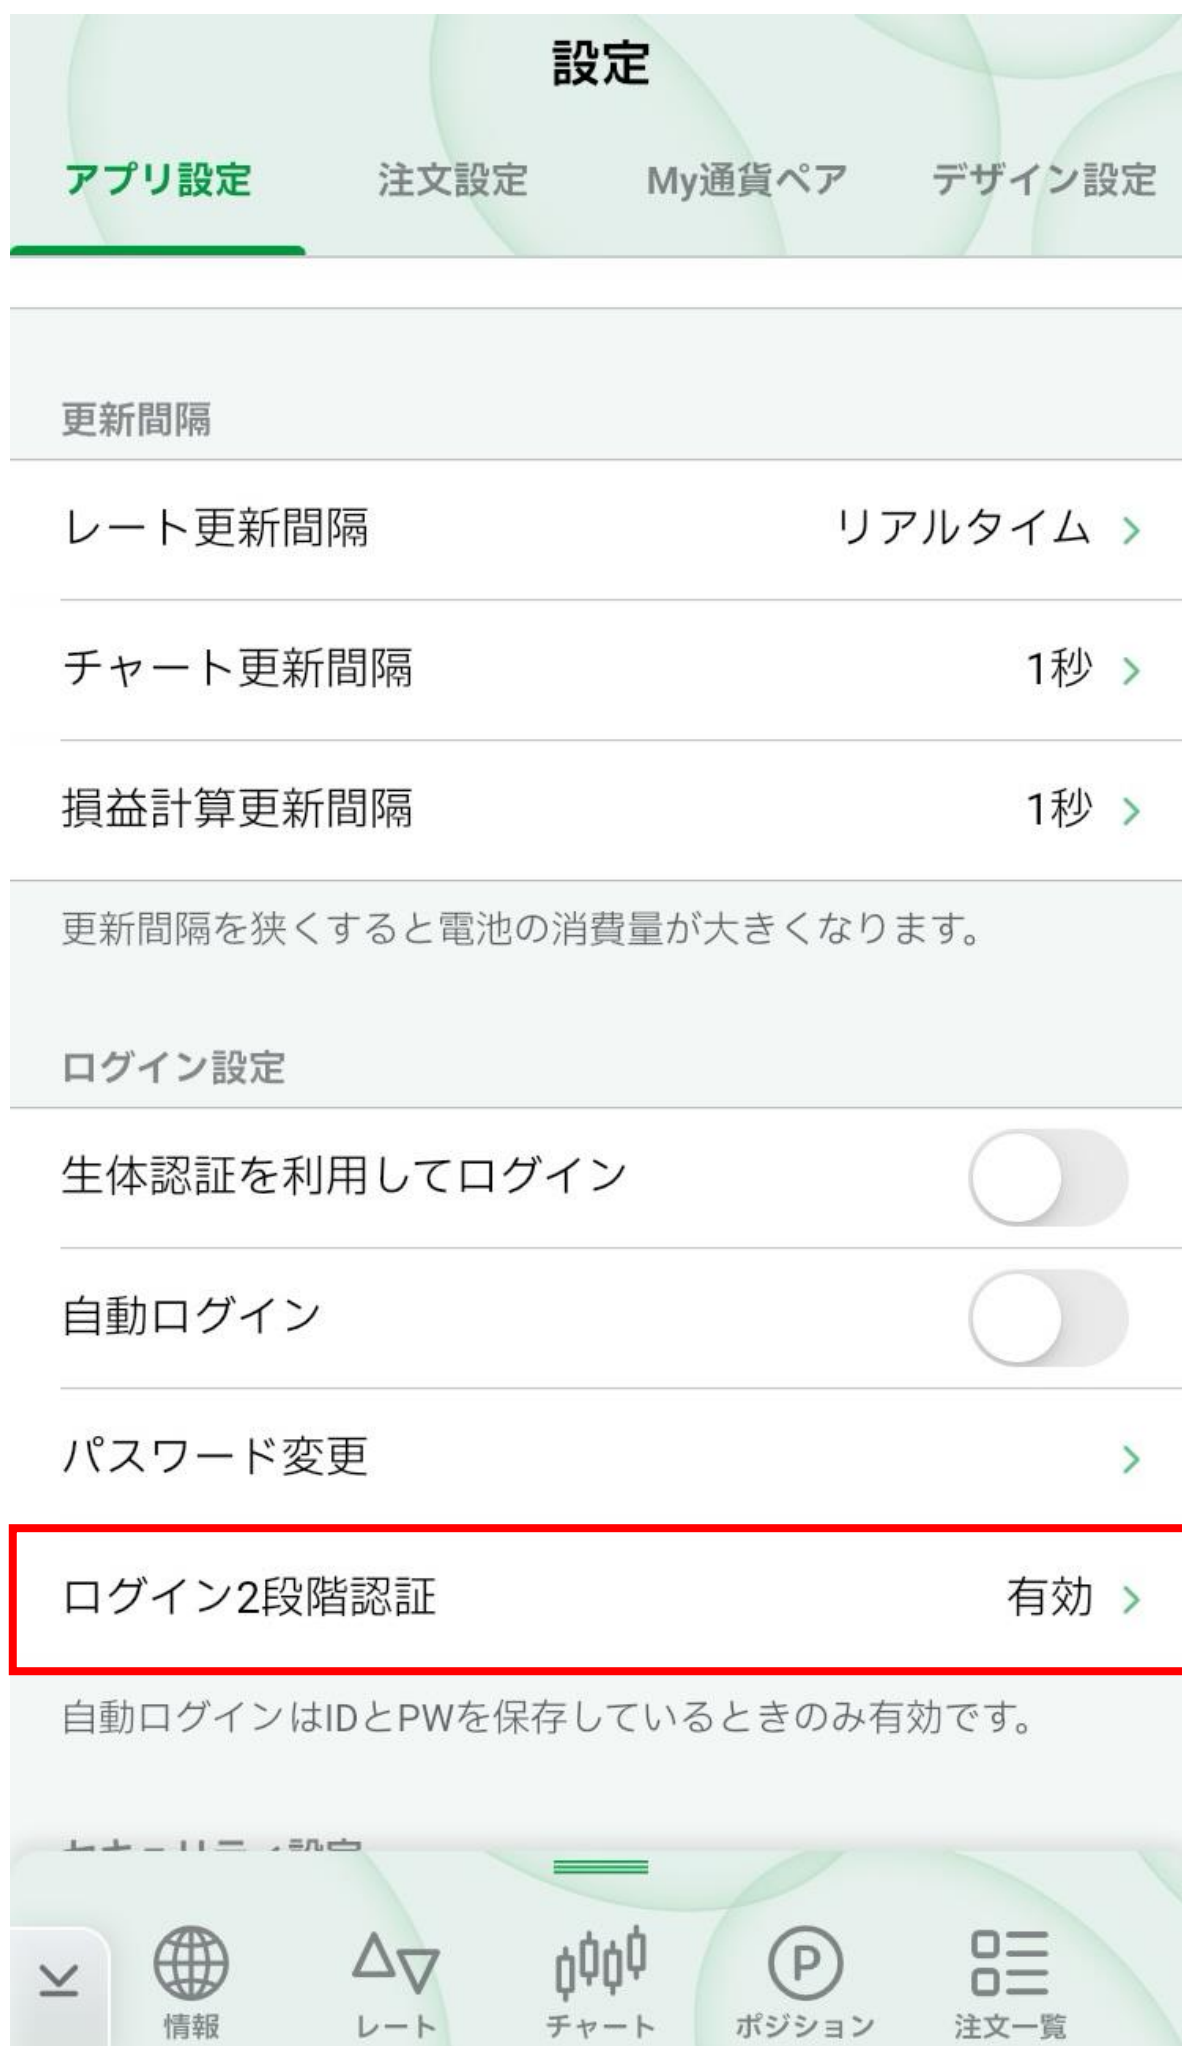 設定
アプリ設定 注文設定 My通貨ペア デザイン設定
更新間隔
レート更新間隔 リアルタイム
チャート更新間隔 1秒
損益計算更新間隔 1秒
更新間隔を狭くすると電池の消費量が大きくなります。
ログイン設定
生体認証を利用してログイン
自動ログイン
パスワード変更
ログイン2段階認証 有効
自動ログインはIDとPWを保存しているときのみ有効です。
セキュリティ設定
情報 レート チャート P ポジション 注文一覧